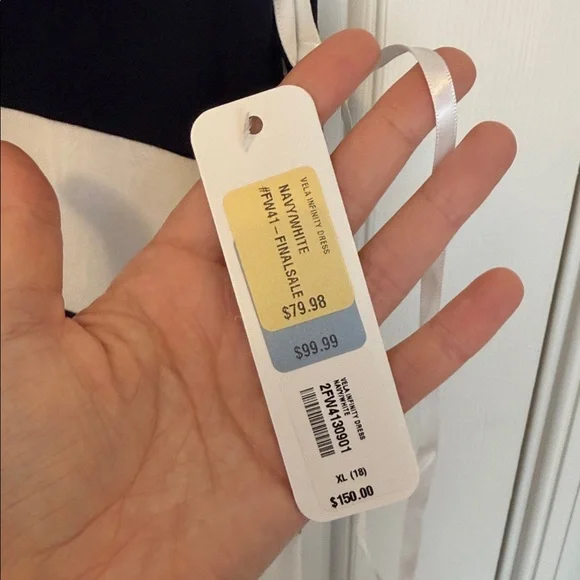 VELA INFINITY DRESS
NAVY/WHITE
#FW41 – FINALSALE
$79.98
$99.99
VELA INFINITY DRESS
NAVY/WHITE
2FW4130901
XL (18)
$150.00